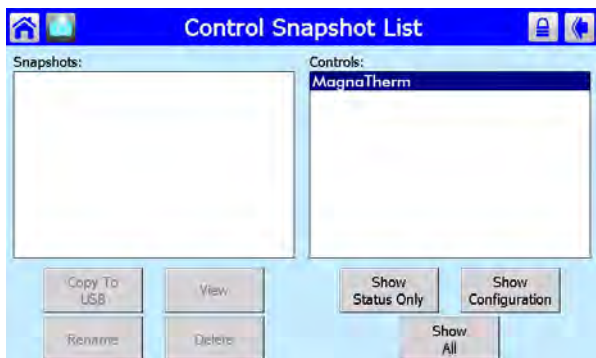 Control Snapshot List
Snapshots:
Controls:
MagnaTherm
Copy To
USB
View
Show
Status Only
Show
Configuration
Rename
Delete
Show
All